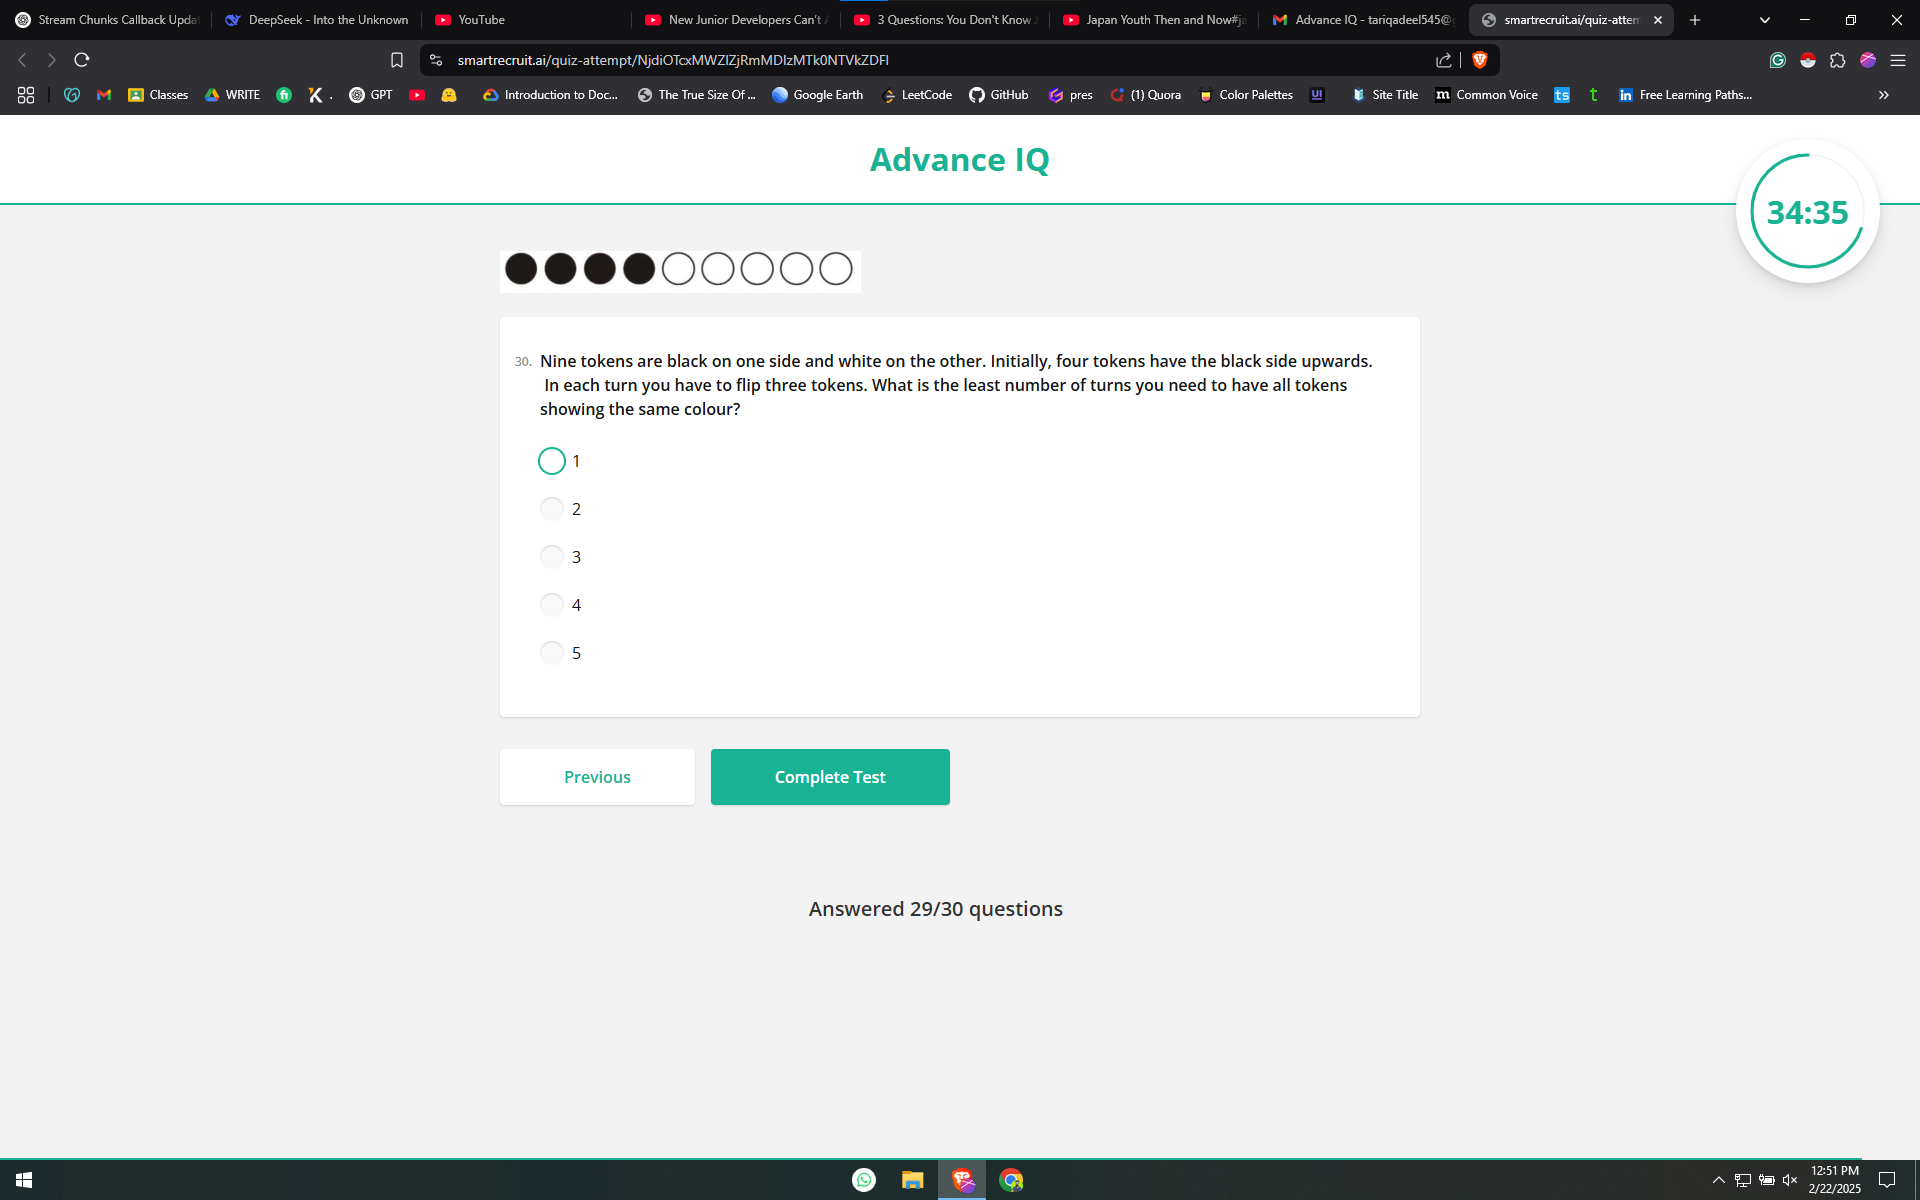 Stream Chunks Callback Upda
DeepSeek - Into the Unknown
YouTube
New Junior Developers Can't
3 Questions: You Don't Know
Japan Youth Then and Now#ja
Advance IQ - tariqadeel545@g
smartrecruit.ai/quiz-attem
smartrecruit.ai/quiz-attempt/
Classes
WRITE
K .
GPT
Introduction to Doc...
The True Size Of ...
Google Earth
LeetCode
GitHub
pres
(1) Quora
Color Palettes
UI
Site Title
m Common Voice
ts
t
in Free Learning Paths...
Advance IQ
34:35
30. Nine tokens are black on one side and white on the other. Initially, four tokens have the black side upwards.
In each turn you have to flip three tokens. What is the least number of turns you need to have all tokens
showing the same colour?
1
2
3
4
5
Previous
Complete Test
Answered 29/30 questions
12:51 PM
2/22/2025